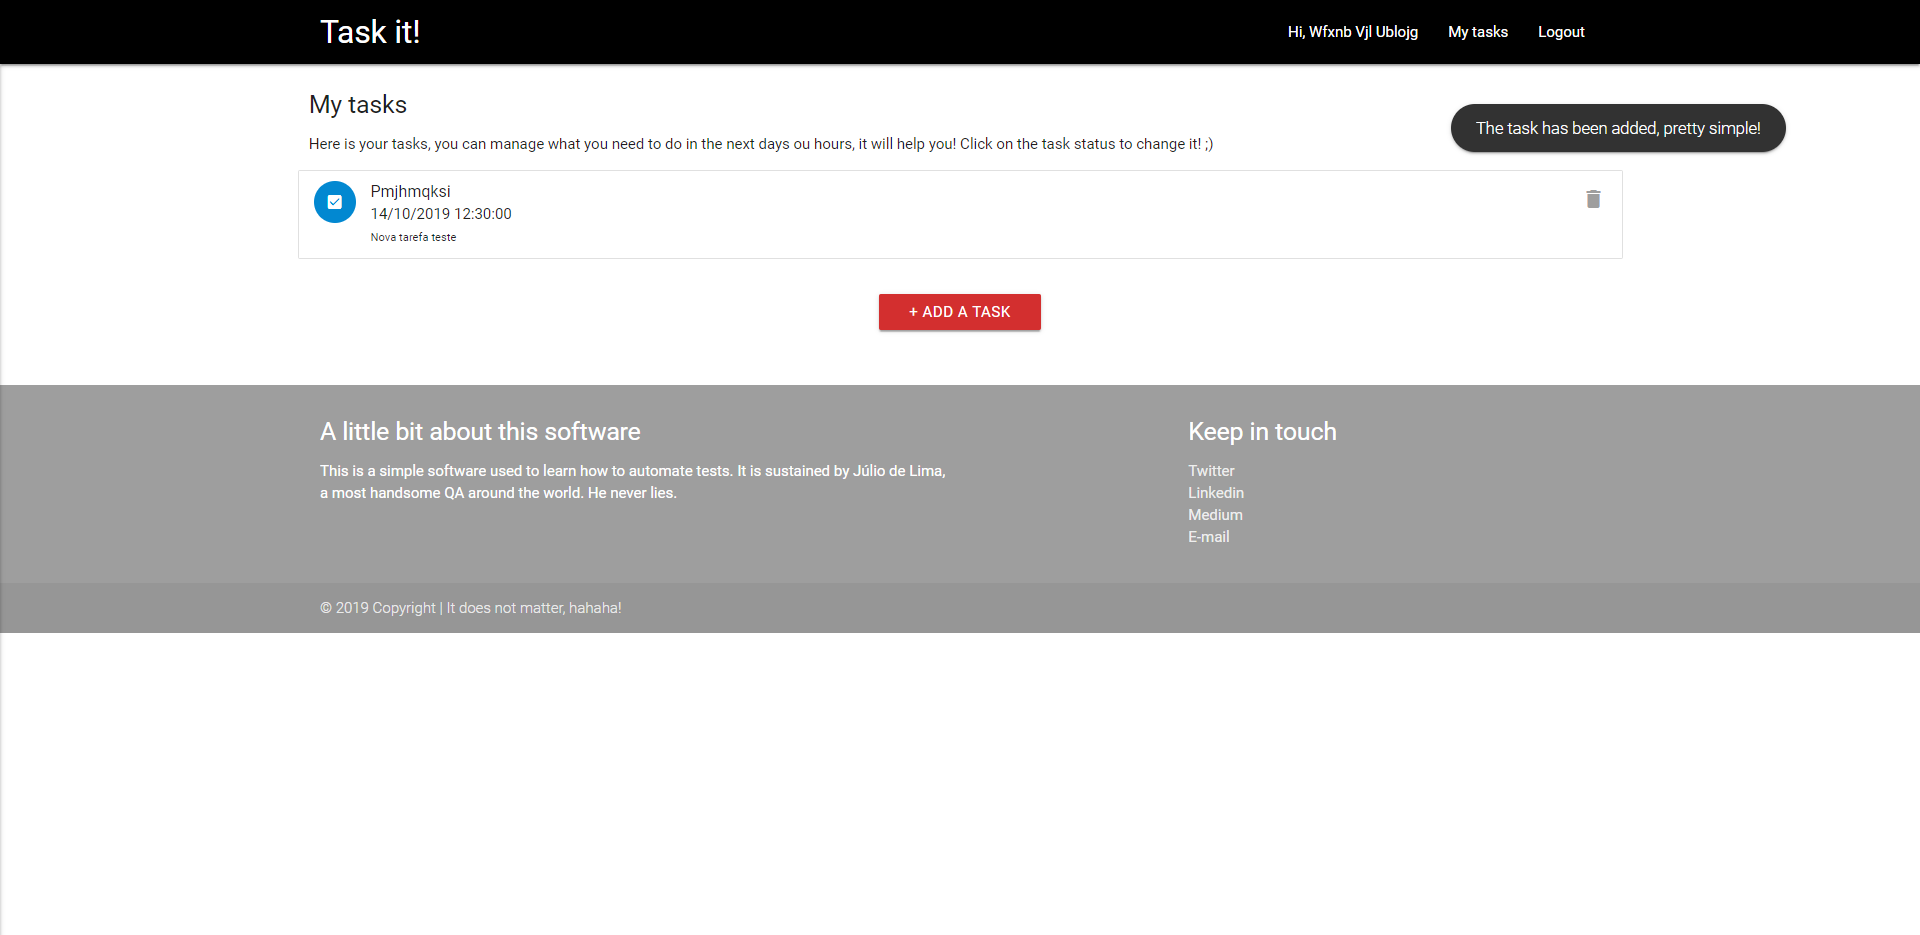 Task it!
Hi, Wfxnb Vjl Ublojg
My tasks
Logout
My tasks
The task has been added, pretty simple!
Here is your tasks, you can manage what you need to do in the next days ou hours, it will help you! Click on the task status to change it! ;)
Pmjhmqksi
14/10/2019 12:30:00
Nova tarefa teste
+ ADD A TASK
A little bit about this software
This is a simple software used to learn how to automate tests. It is sustained by Júlio de Lima,
a most handsome QA around the world. He never lies.
Keep in touch
Twitter
Linkedin
Medium
E-mail
© 2019 Copyright | It does not matter, hahaha!